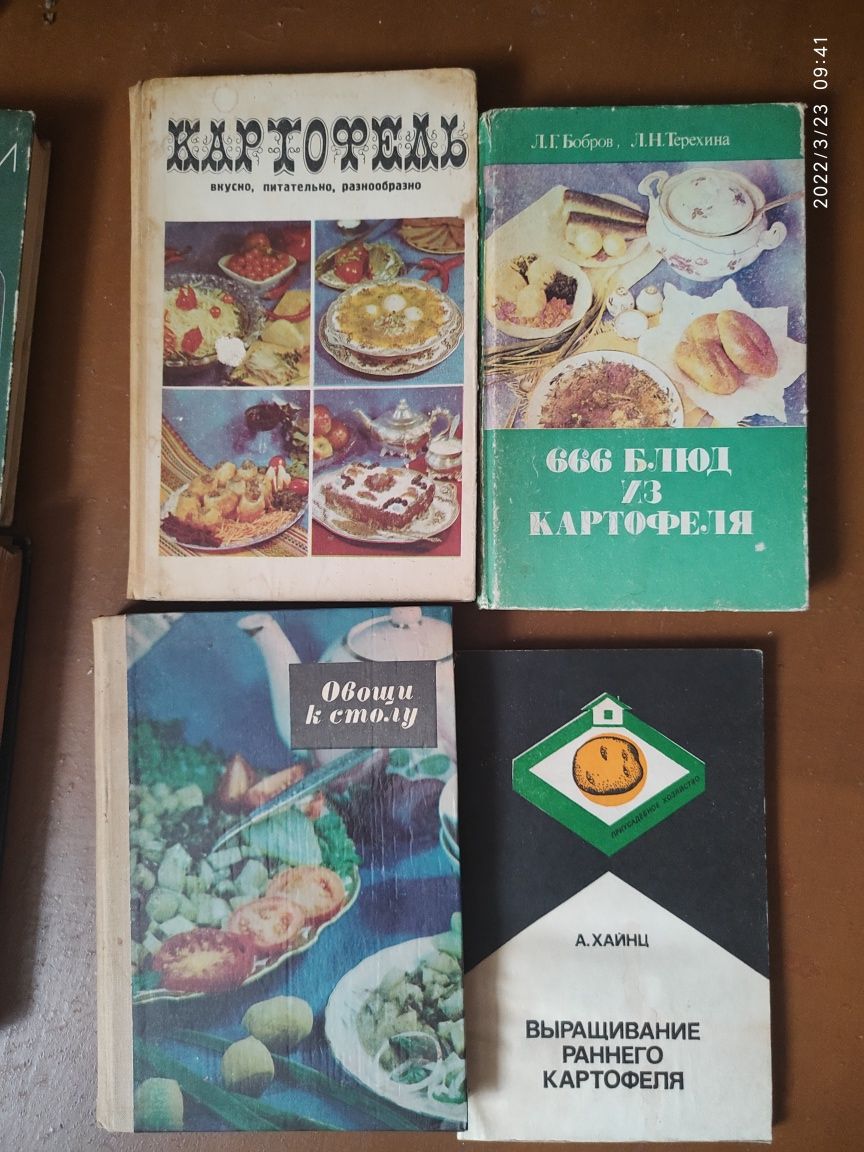 КАРТОФЕЛЬ
вкусно, питательно, разнообразно
Л.Г. Бобров, Л.Н. Терехина
666 БЛЮД
ИЗ
КАРТОФЕЛЯ
Овощи
к столу
ПРИУСАДЕБНОЕ ХОЗЯЙСТВО
А. ХАЙНЦ
ВЫРАЩИВАНИЕ
РАННЕГО
КАРТОФЕЛЯ
2022/3/23 09:41